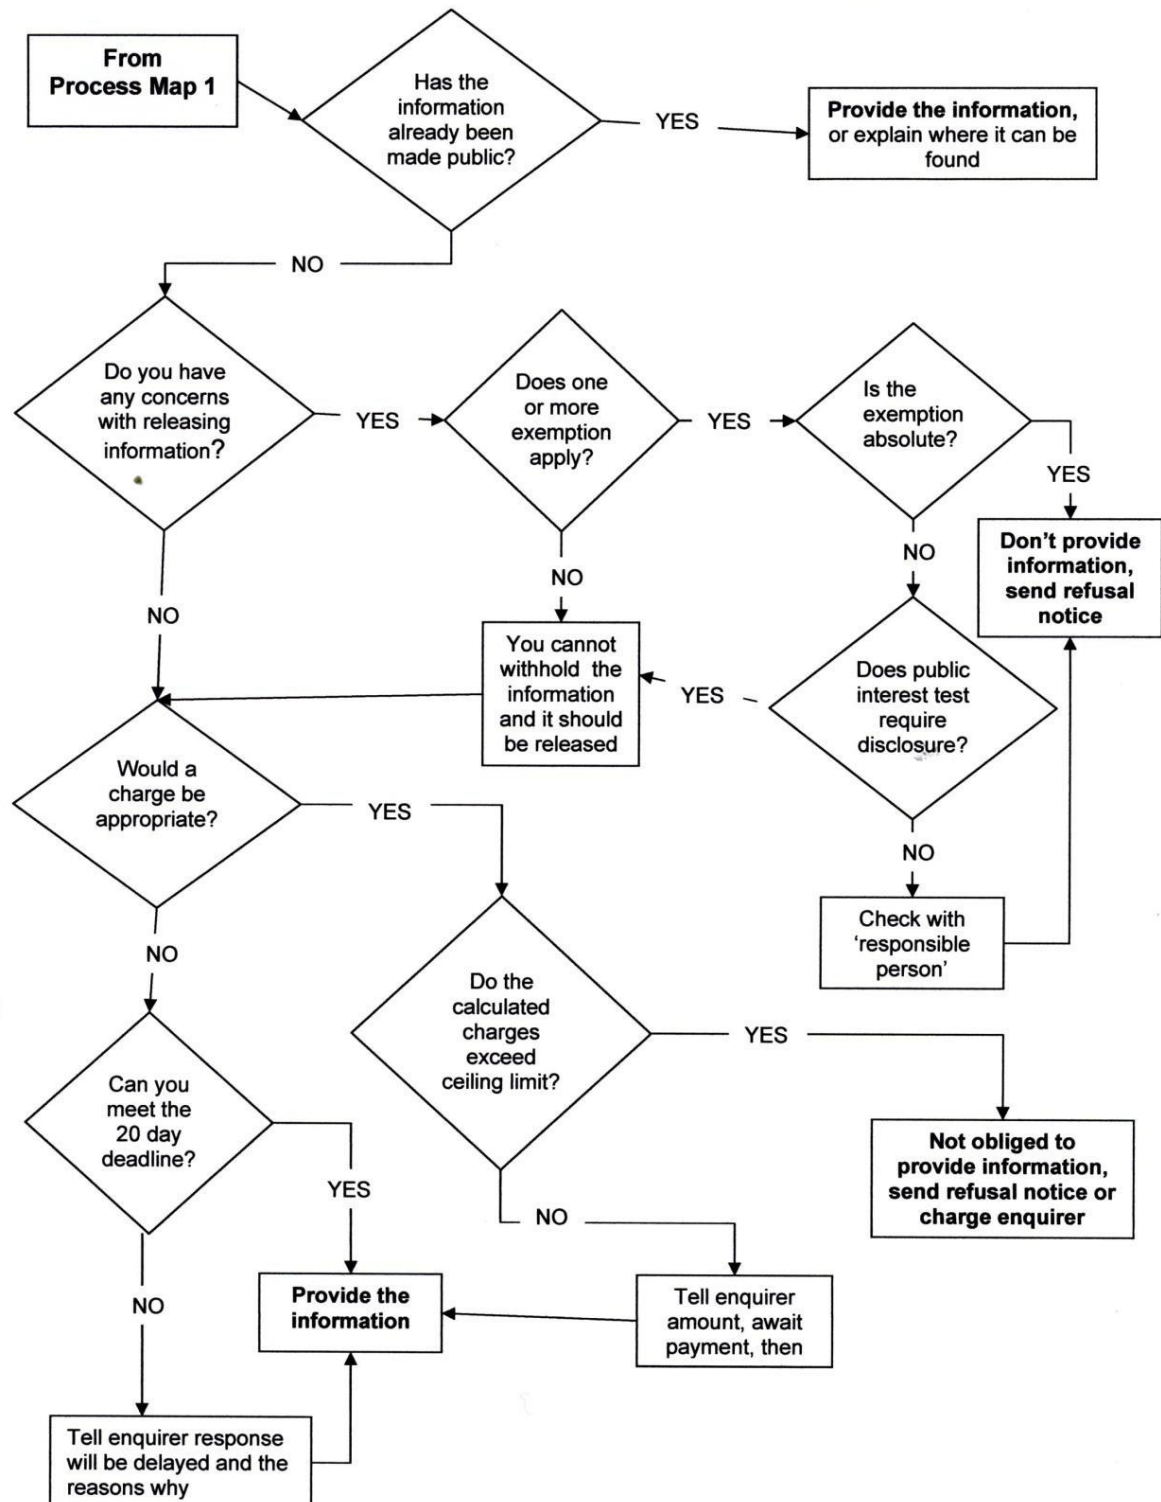 From
Process Map 1
Has the
information
already been
made public?
YES
Provide the information,
or explain where it can be
found
NO
Do you have
any concerns
with releasing
information?
YES
Does one
or more
exemption
apply?
YES
Is the
exemption
absolute?
YES
Don't provide
information,
send refusal
notice
NO
NO
NO
You cannot
withhold the
information
and it should
be released
YES
Does public
interest test
require
disclosure?
Would a
charge be
appropriate?
YES
NO
Check with
‘responsible
person’
NO
Do the
calculated
charges
exceed
ceiling limit?
YES
Can you
meet the
20 day
deadline?
YES
Not obliged to
provide information,
send refusal notice or
charge enquirer
NO
NO
Provide the
information
Tell enquirer
amount, await
payment, then
Tell enquirer response
will be delayed and the
reasons why